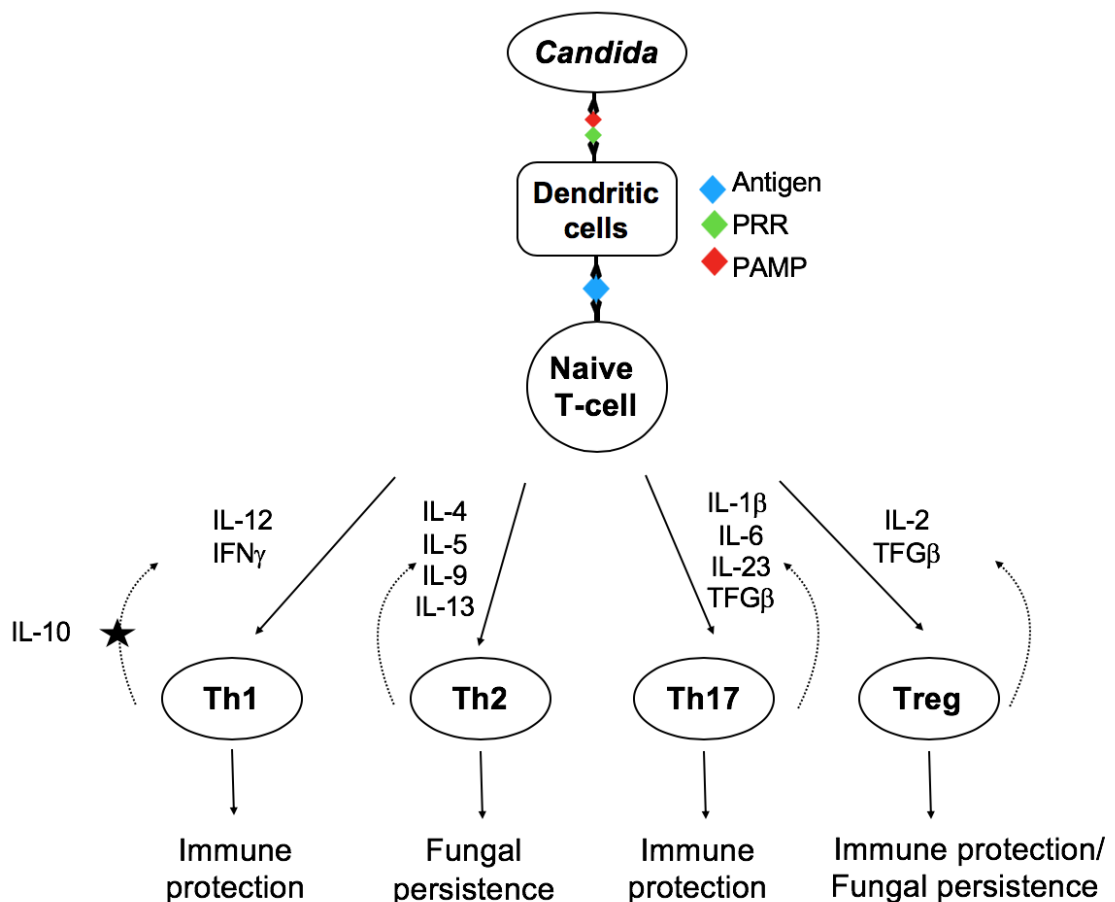 Candida
Dendritic
cells
Antigen
PRR
PAMP
Naive
T-cell
IL-12
IFNγ
IL-4
IL-5
IL-9
IL-13
IL-1β
IL-6
IL-23
TFGβ
IL-2
TFGβ
IL-10
Th1
Th2
Th17
Treg
Immune
protection
Fungal
persistence
Immune
protection
Immune protection/
Fungal persistence